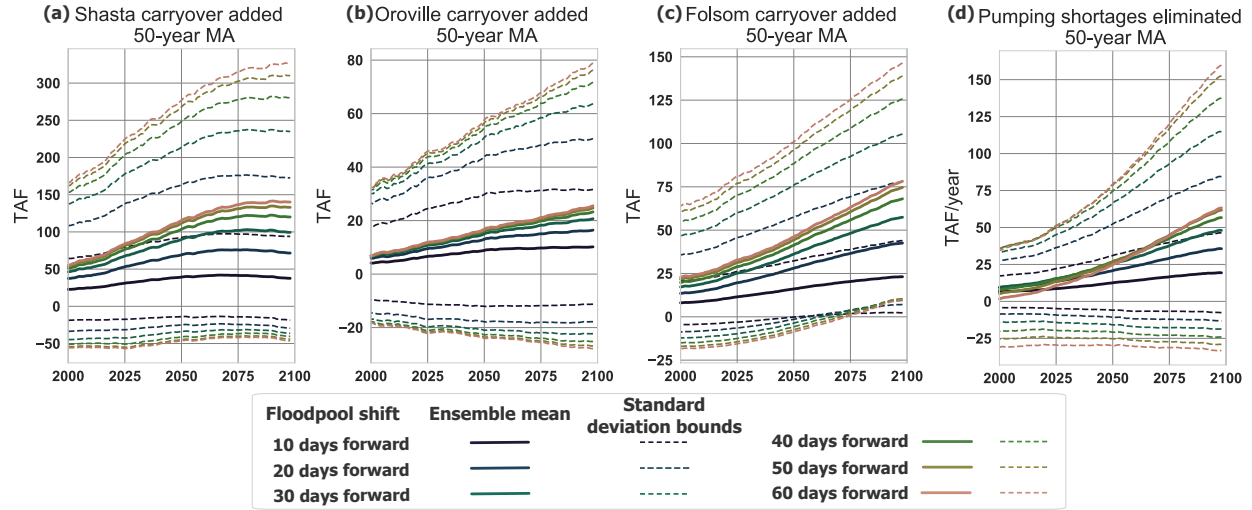 (a) Shasta carryover added
50-year MA
(b) Oroville carryover added
50-year MA
(c) Folsom carryover added
50-year MA
(d) Pumping shortages eliminated
50-year MA
TAF
300
250
200
150
100
50
0
−50
2000 2025 2050 2075 2100
TAF
80
60
40
20
0
−20
2000 2025 2050 2075 2100
TAF
150
125
100
75
50
25
0
−25
2000 2025 2050 2075 2100
TAF/year
150
125
100
75
50
25
0
−25
2000 2025 2050 2075 2100
Floodpool shift Ensemble mean Standard
deviation bounds
10 days forward
20 days forward
30 days forward
40 days forward
50 days forward
60 days forward